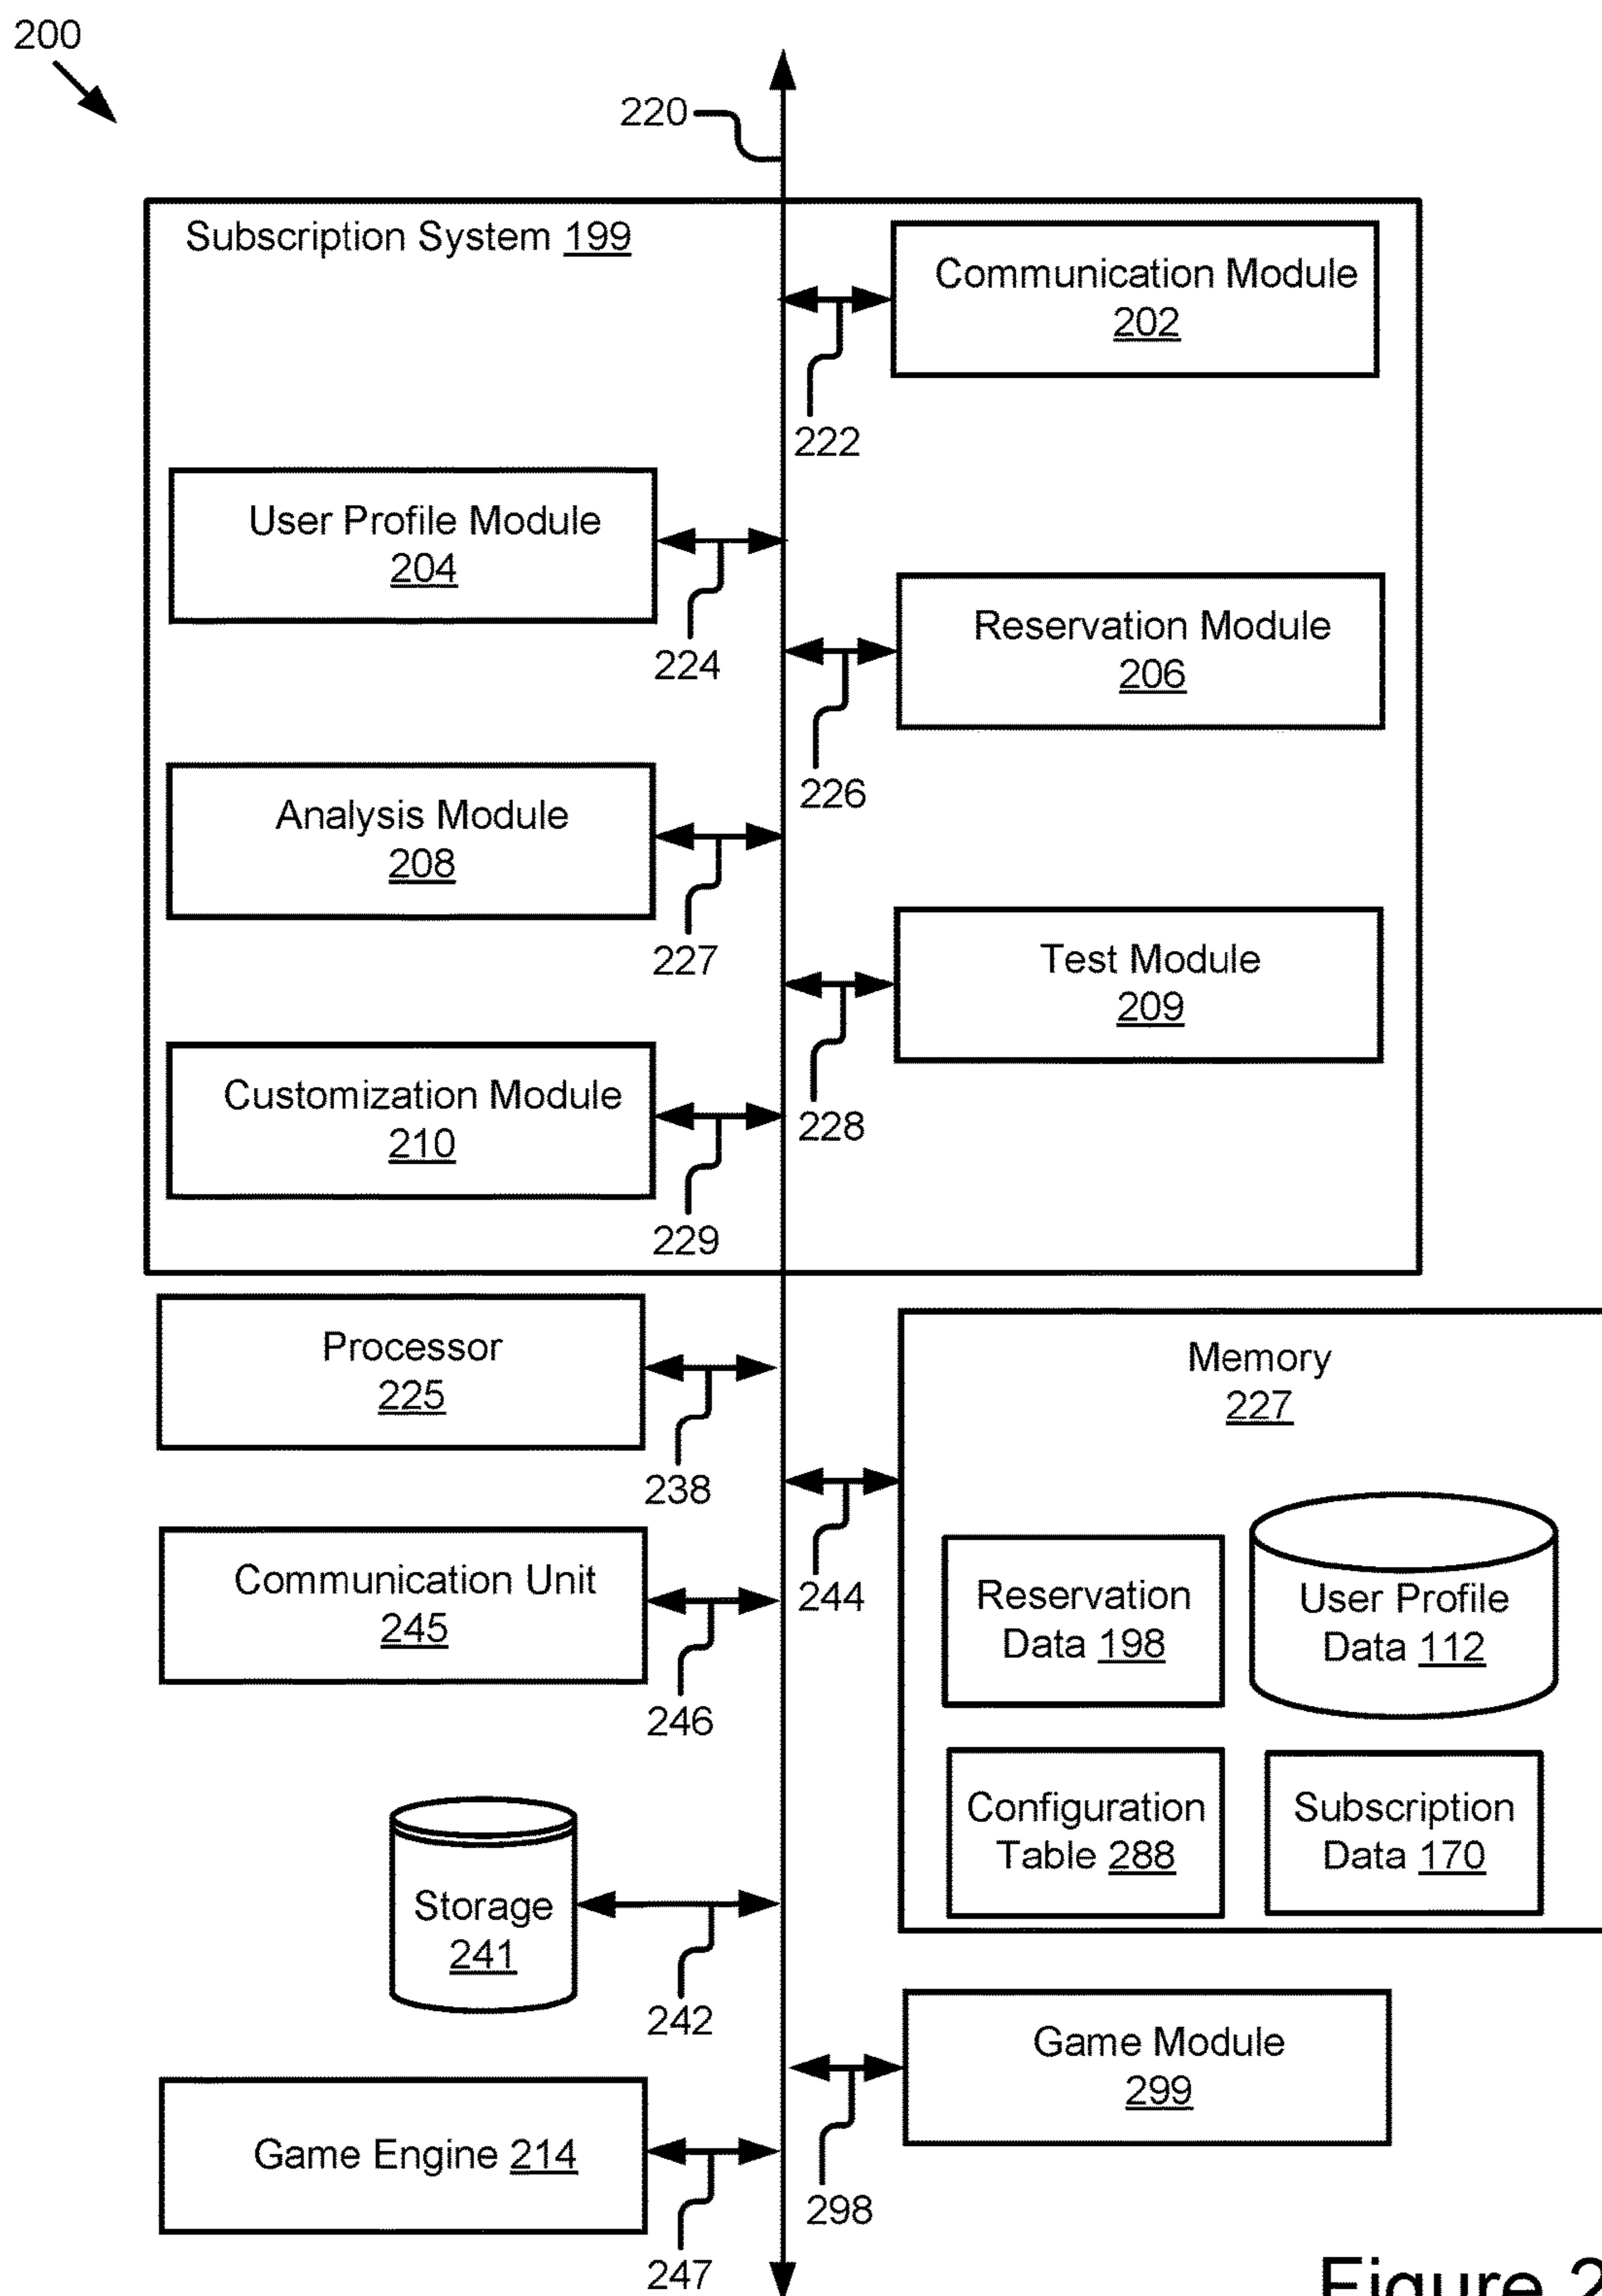 200
220
Subscription System 199
Communication Module
202
222
User Profile Module
204
224
Reservation Module
206
226
Analysis Module
208
227
Test Module
209
228
Customization Module
210
229
Processor
225
238
Memory
227
244
Communication Unit
245
246
Reservation
Data 198
User Profile
Data 112
Configuration
Table 288
Subscription
Data 170
Storage
241
242
Game Module
299
298
Game Engine 214
247
Figure 2